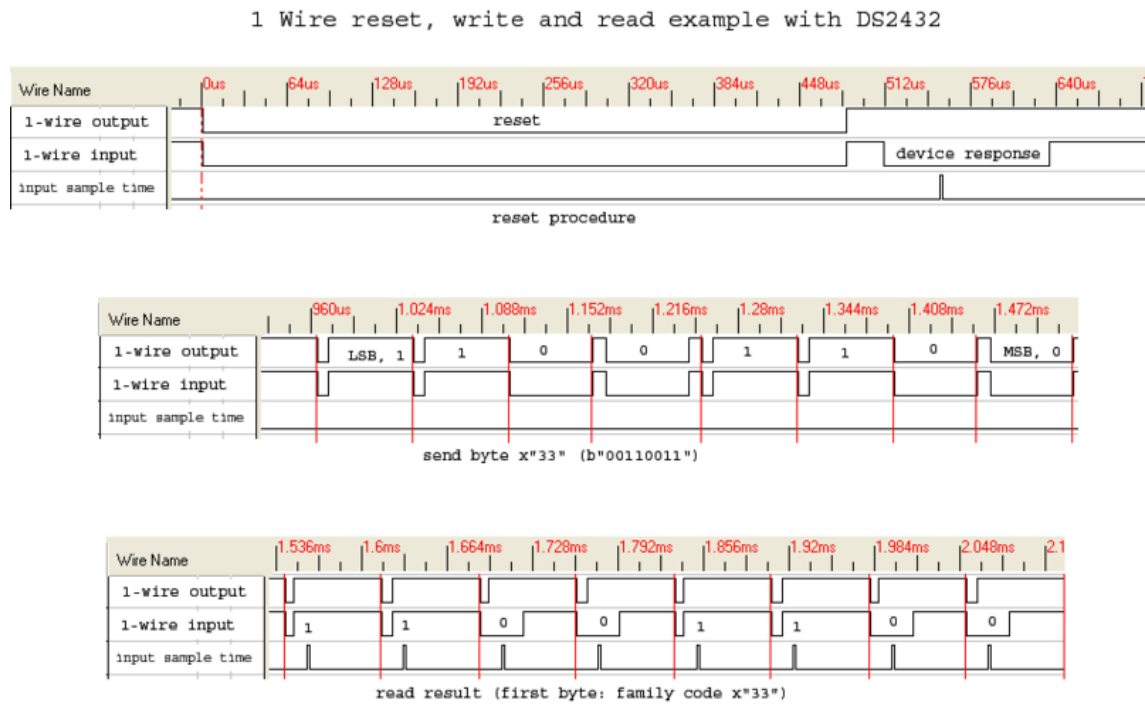 1 Wire reset, write and read example with DS2432
Wire Name 0us 64us 128us 192us 256us 320us 384us 448us 512us 576us 640us
1-wire output reset
1-wire input device response
input sample time
reset procedure
Wire Name 960us 1.024ms 1.088ms 1.152ms 1.216ms 1.28ms 1.344ms 1.408ms 1.472ms
1-wire output LSB, 1 1 0 0 1 1 0 MSB, 0
1-wire input
input sample time
send byte x"33" (b"00110011")
Wire Name 1.536ms 1.6ms 1.664ms 1.728ms 1.792ms 1.856ms 1.92ms 1.984ms 2.048ms 2.1
1-wire output
1-wire input 1 1 0 0 1 1 0 0
input sample time
read result (first byte: family code x"33")